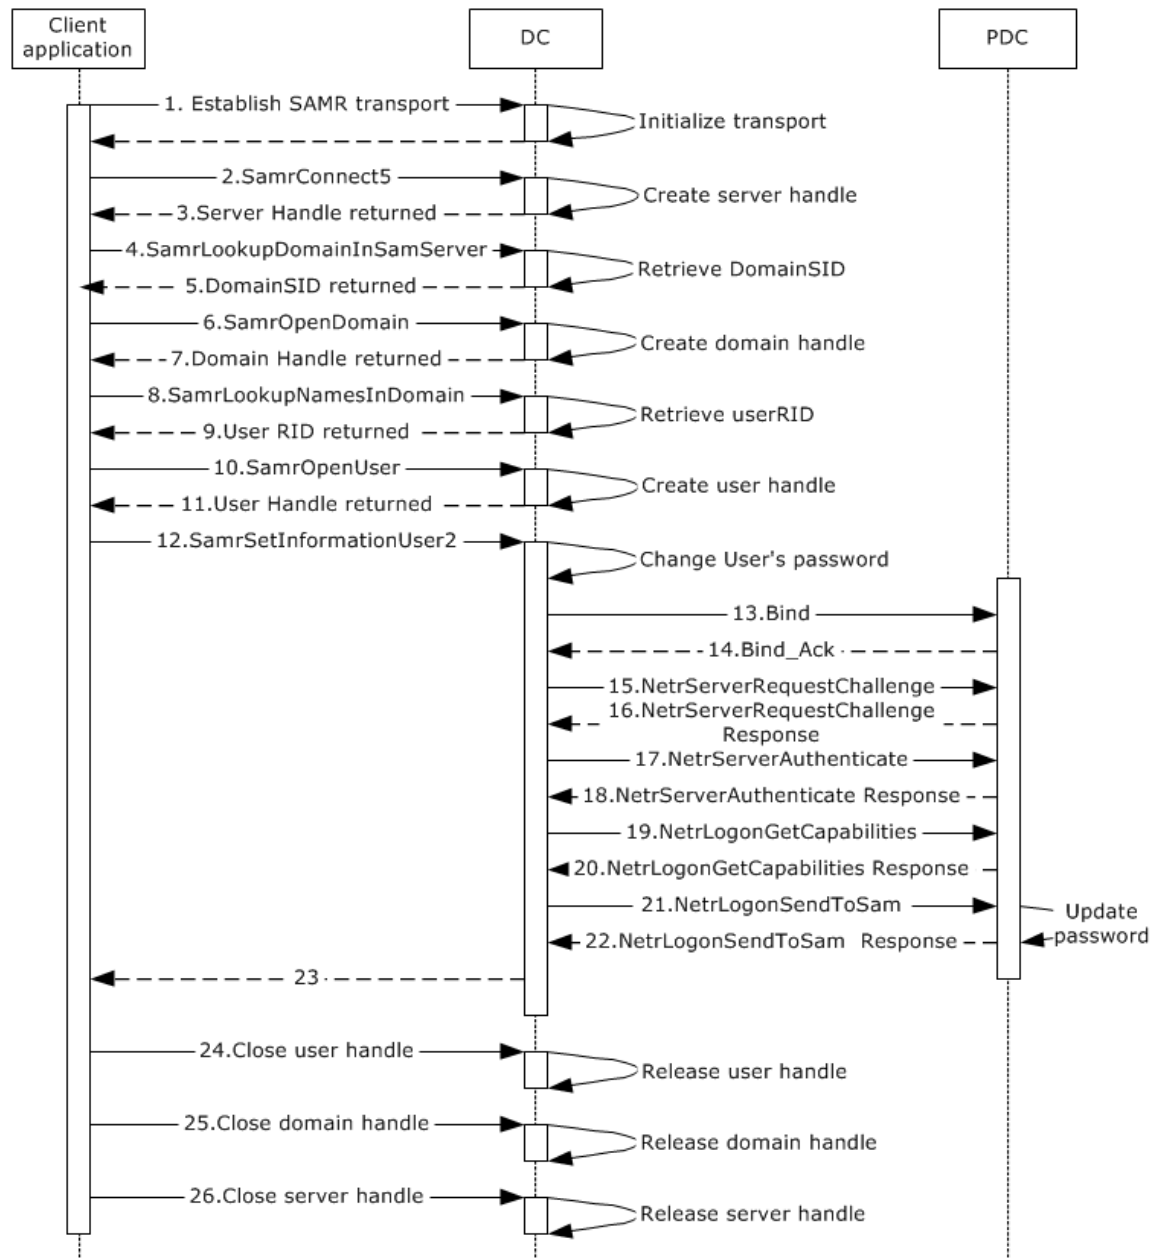 Client
application
DC
PDC
1. Establish SAMR transport
Initialize transport
2.SamrConnect5
Create server handle
3.Server Handle returned
4.SamrLookupDomainInSamServer
Retrieve DomainSID
5.DomainSID returned
6.SamrOpenDomain
Create domain handle
7.Domain Handle returned
8.SamrLookupNamesInDomain
Retrieve userRID
9.User RID returned
10.SamrOpenUser
Create user handle
11.User Handle returned
12.SamrSetInformationUser2
Change User's password
13.Bind
14.Bind_Ack
15.NetrServerRequestChallenge
16.NetrServerRequestChallenge
Response
17.NetrServerAuthenticate
18.NetrServerAuthenticate Response
19.NetrLogonGetCapabilities
20.NetrLogonGetCapabilities Response
21.NetrLogonSendToSam
Update
password
22.NetrLogonSendToSam Response
23
24.Close user handle
Release user handle
25.Close domain handle
Release domain handle
26.Close server handle
Release server handle